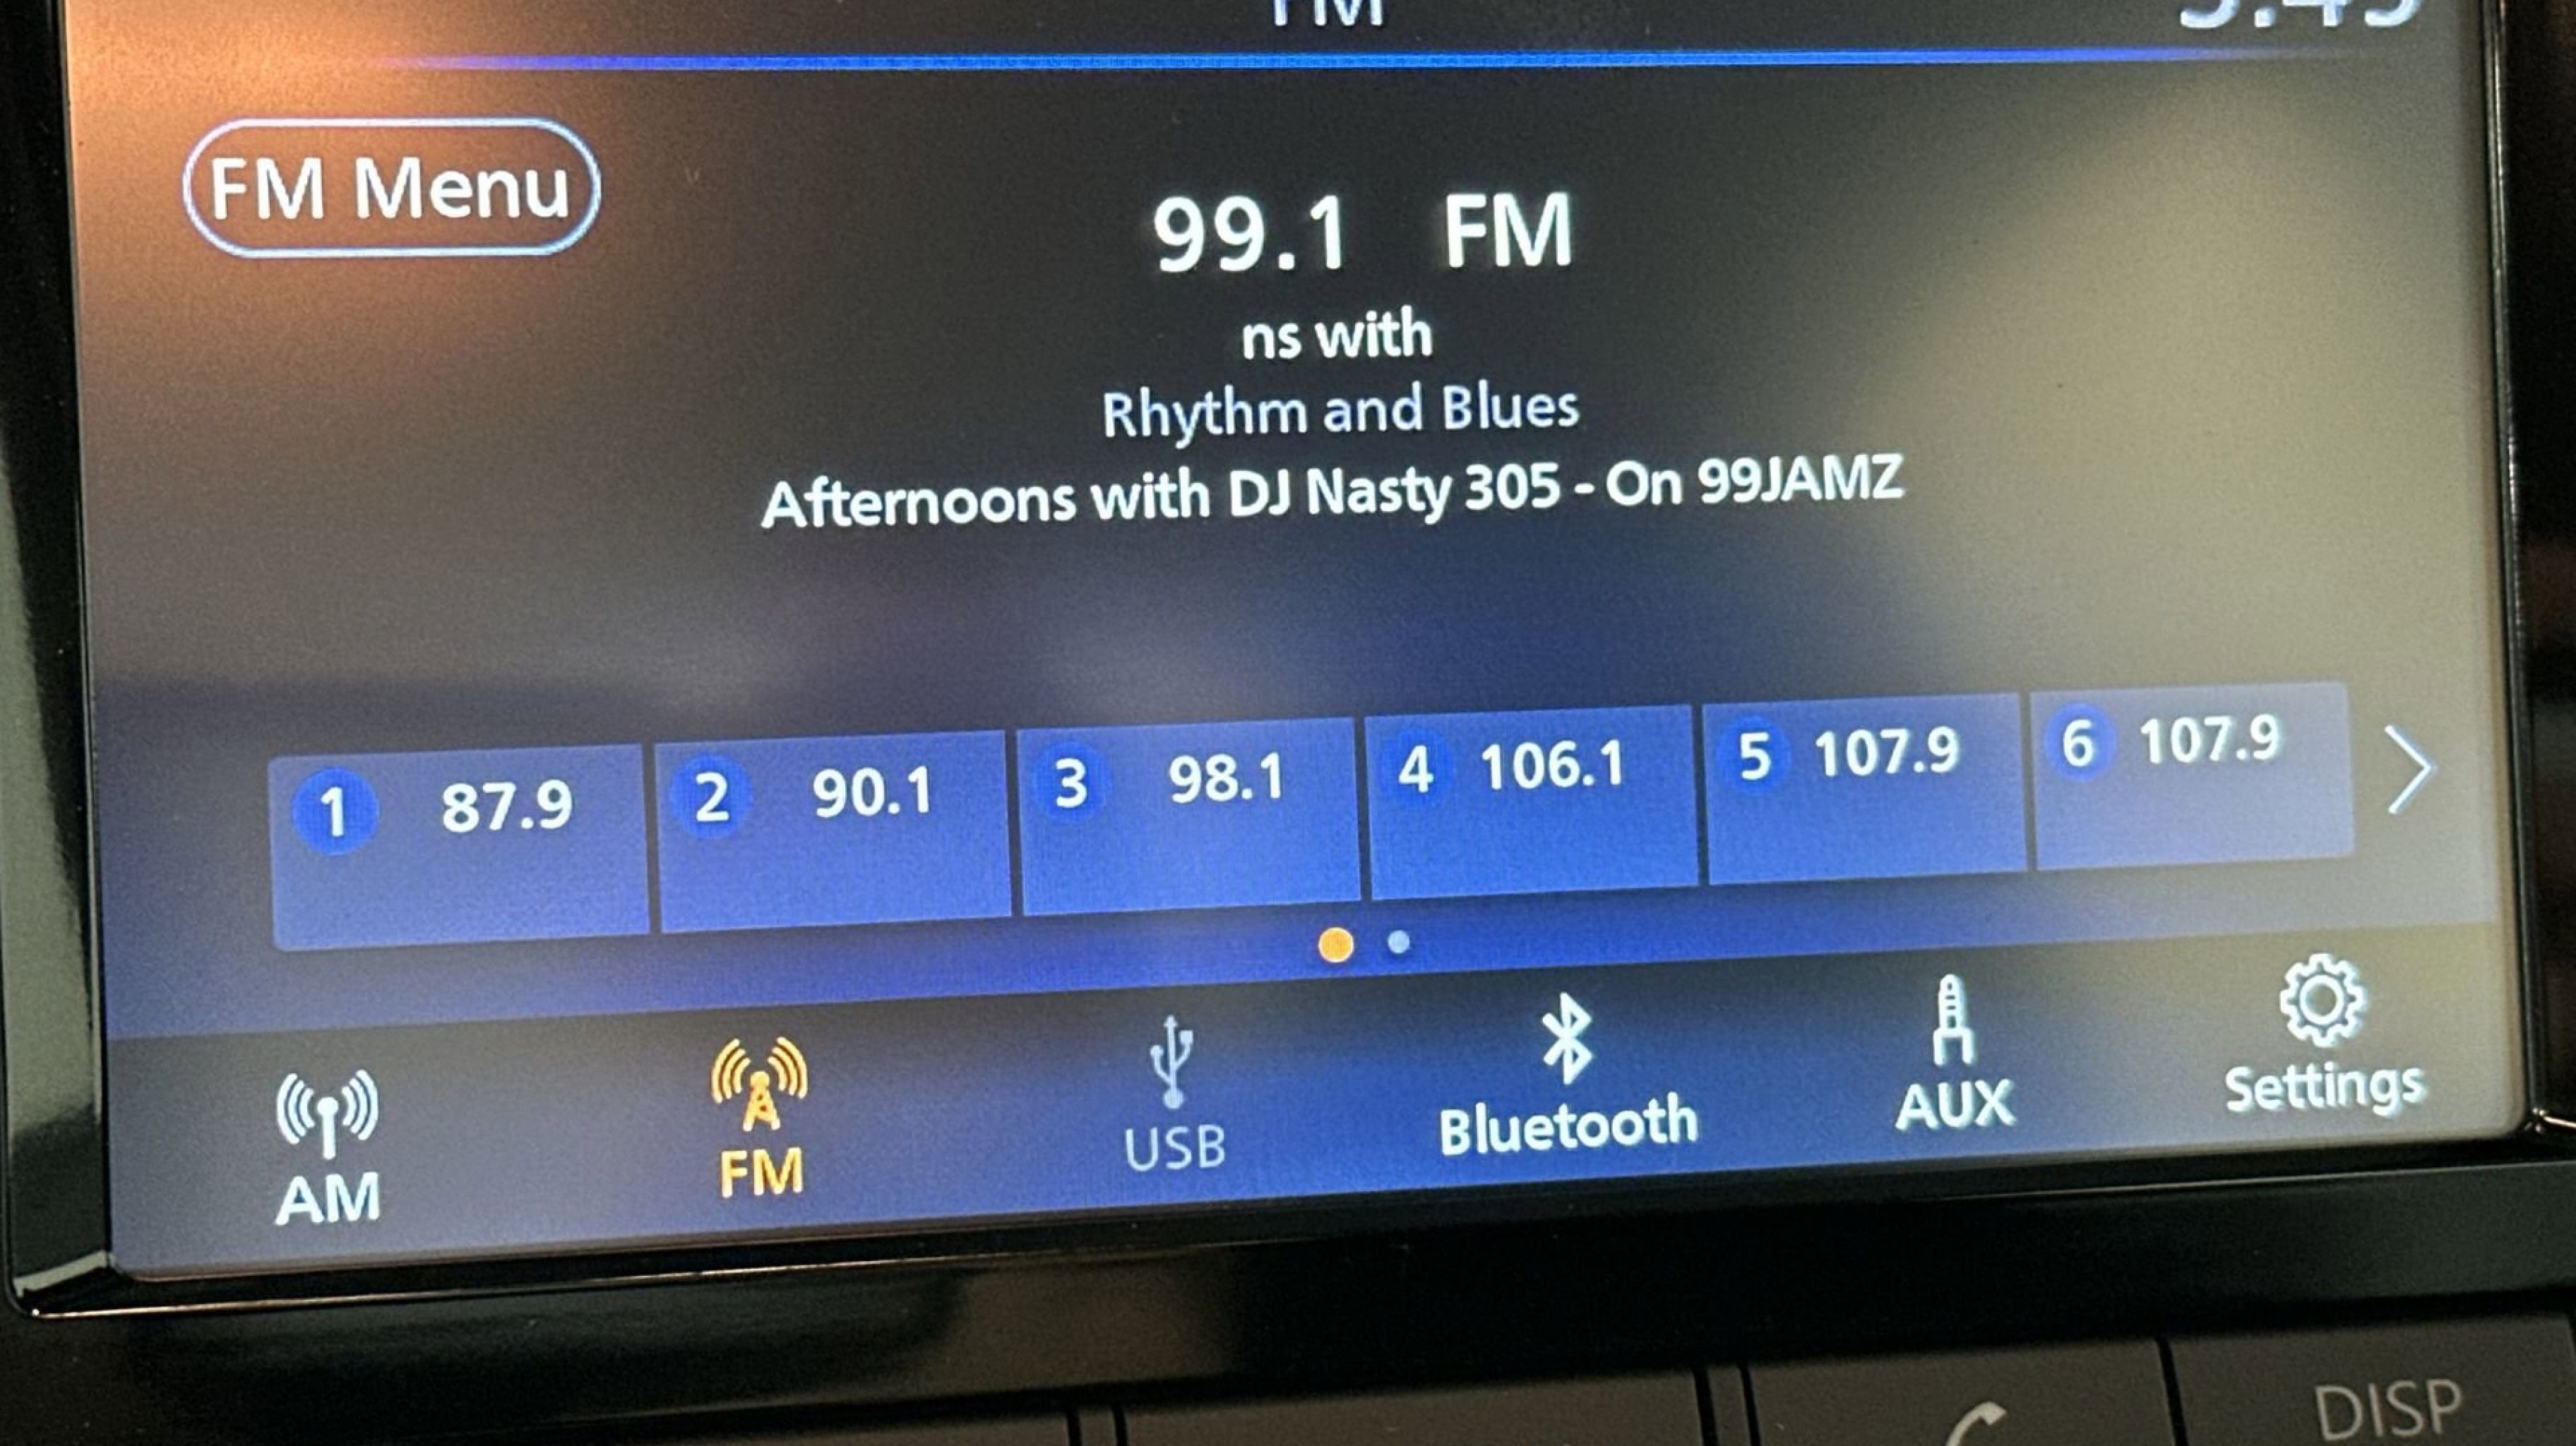 FM
FM Menu
99.1 FM
ns with
Rhythm and Blues
Afternoons with DJ Nasty 305 - On 99JAMZ
1 87.9
2 90.1
3 98.1
4 106.1
5 107.9
6 107.9
AM
FM
USB
Bluetooth
AUX
Settings
DISP